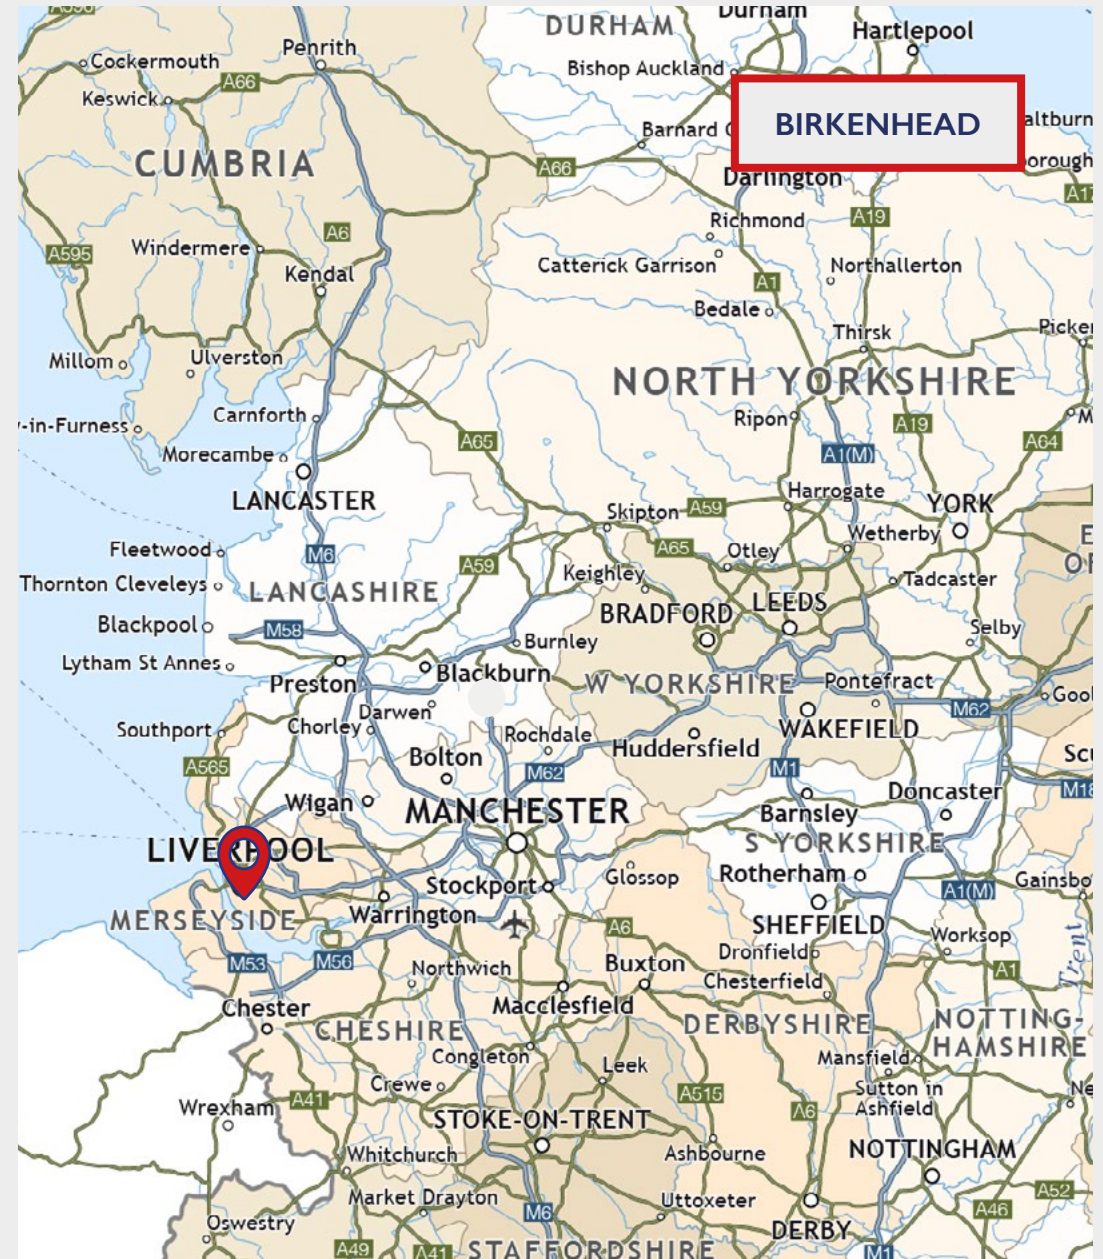 Durham
DURHAM
Hartlepool
Penrith
Cockermouth
Bishop Auckland
A66
Keswick
BIRKENHEAD
altburn
Barnard
CUMBRIA
A66
orough
Darlington
A17
Richmond
A19
A6
Windermere
A595
Catterick Garrison
Northallerton
Kendal
A1
Bedale
Thirsk
Picker
Millom
Ulverston
NORTH YORKSHIRE
Carnforth
Ripon
M
-in-Furness
A19
A65
A64
Morecambe
A1(M)
LANCASTER
Harrogate
YORK
Skipton
A59
Wetherby
E
Fleetwood
M6
A65
Otley
A59
OF
Thornton Cleveleys
LANCASHIRE
Keighley
Tadcaster
BRADFORD
LEEDS
Blackpool
M58
Selby
Burnley
Lytham St Annes
Blackburn
Preston
W YORKSHIRE
Pontefract
Gool
Darwen
M62
Southport
Chorley
Rochdale
WAKEFIELD
Huddersfield
Bolton
A565
M62
M1
Scu
Doncaster
M18
Wigan
MANCHESTER
Barnsley
S YORKSHIRE
LIVERPOOL
Stockport
Glossop
Rotherham
A1(M)
Gainsbo
MERSEYSIDE
Warrington
A6
SHEFFIELD
Worksop
Trent
Dronfield
M53
M56
Northwich
Buxton
A1
Chesterfield
Chester
Macclesfield
CHESHIRE
DERBYSHIRE
NOTTING-
HAMSHIRE
Congleton
Mansfield
Leek
Crewe
Sutton in
Ashfield
Ne
A41
Wrexham
A515
A6
STOKE-ON-TRENT
Whitchurch
Ashbourne
NOTTINGHAM
Market Drayton
Uttoxeter
A52
M6
A46
Oswestry
DERBY
A49
A41
STAFFORDSHIRE
M1